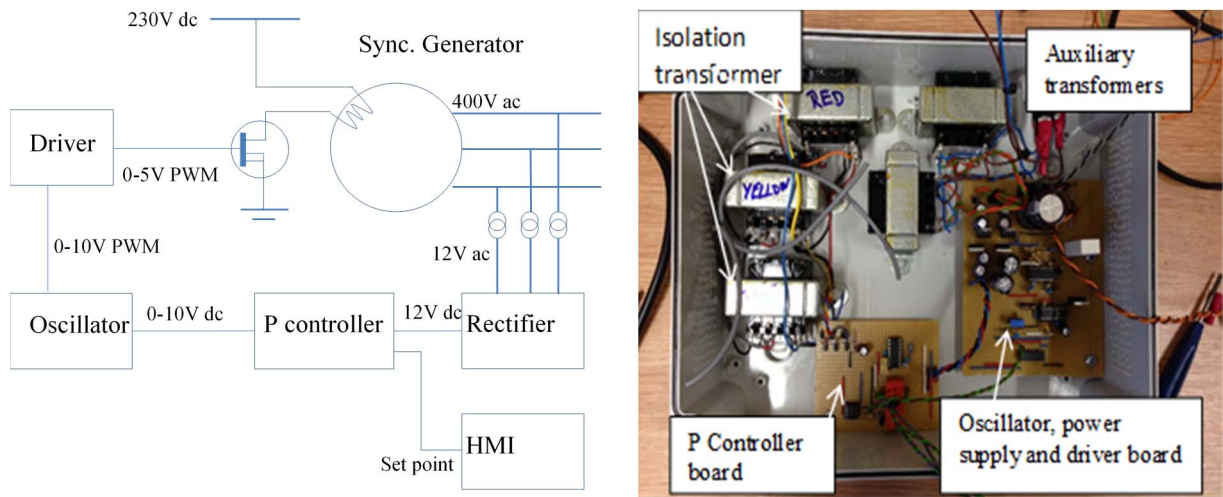 230V dc
Sync. Generator
400V ac
Driver
0-5V PWM
0-10V PWM
12V ac
Oscillator
0-10V dc
P controller
12V dc
Rectifier
Set point
HMI
Isolation
transformer
Auxiliary
transformers
RED
YELLOW
P Controller
board
Oscillator, power
supply and driver board